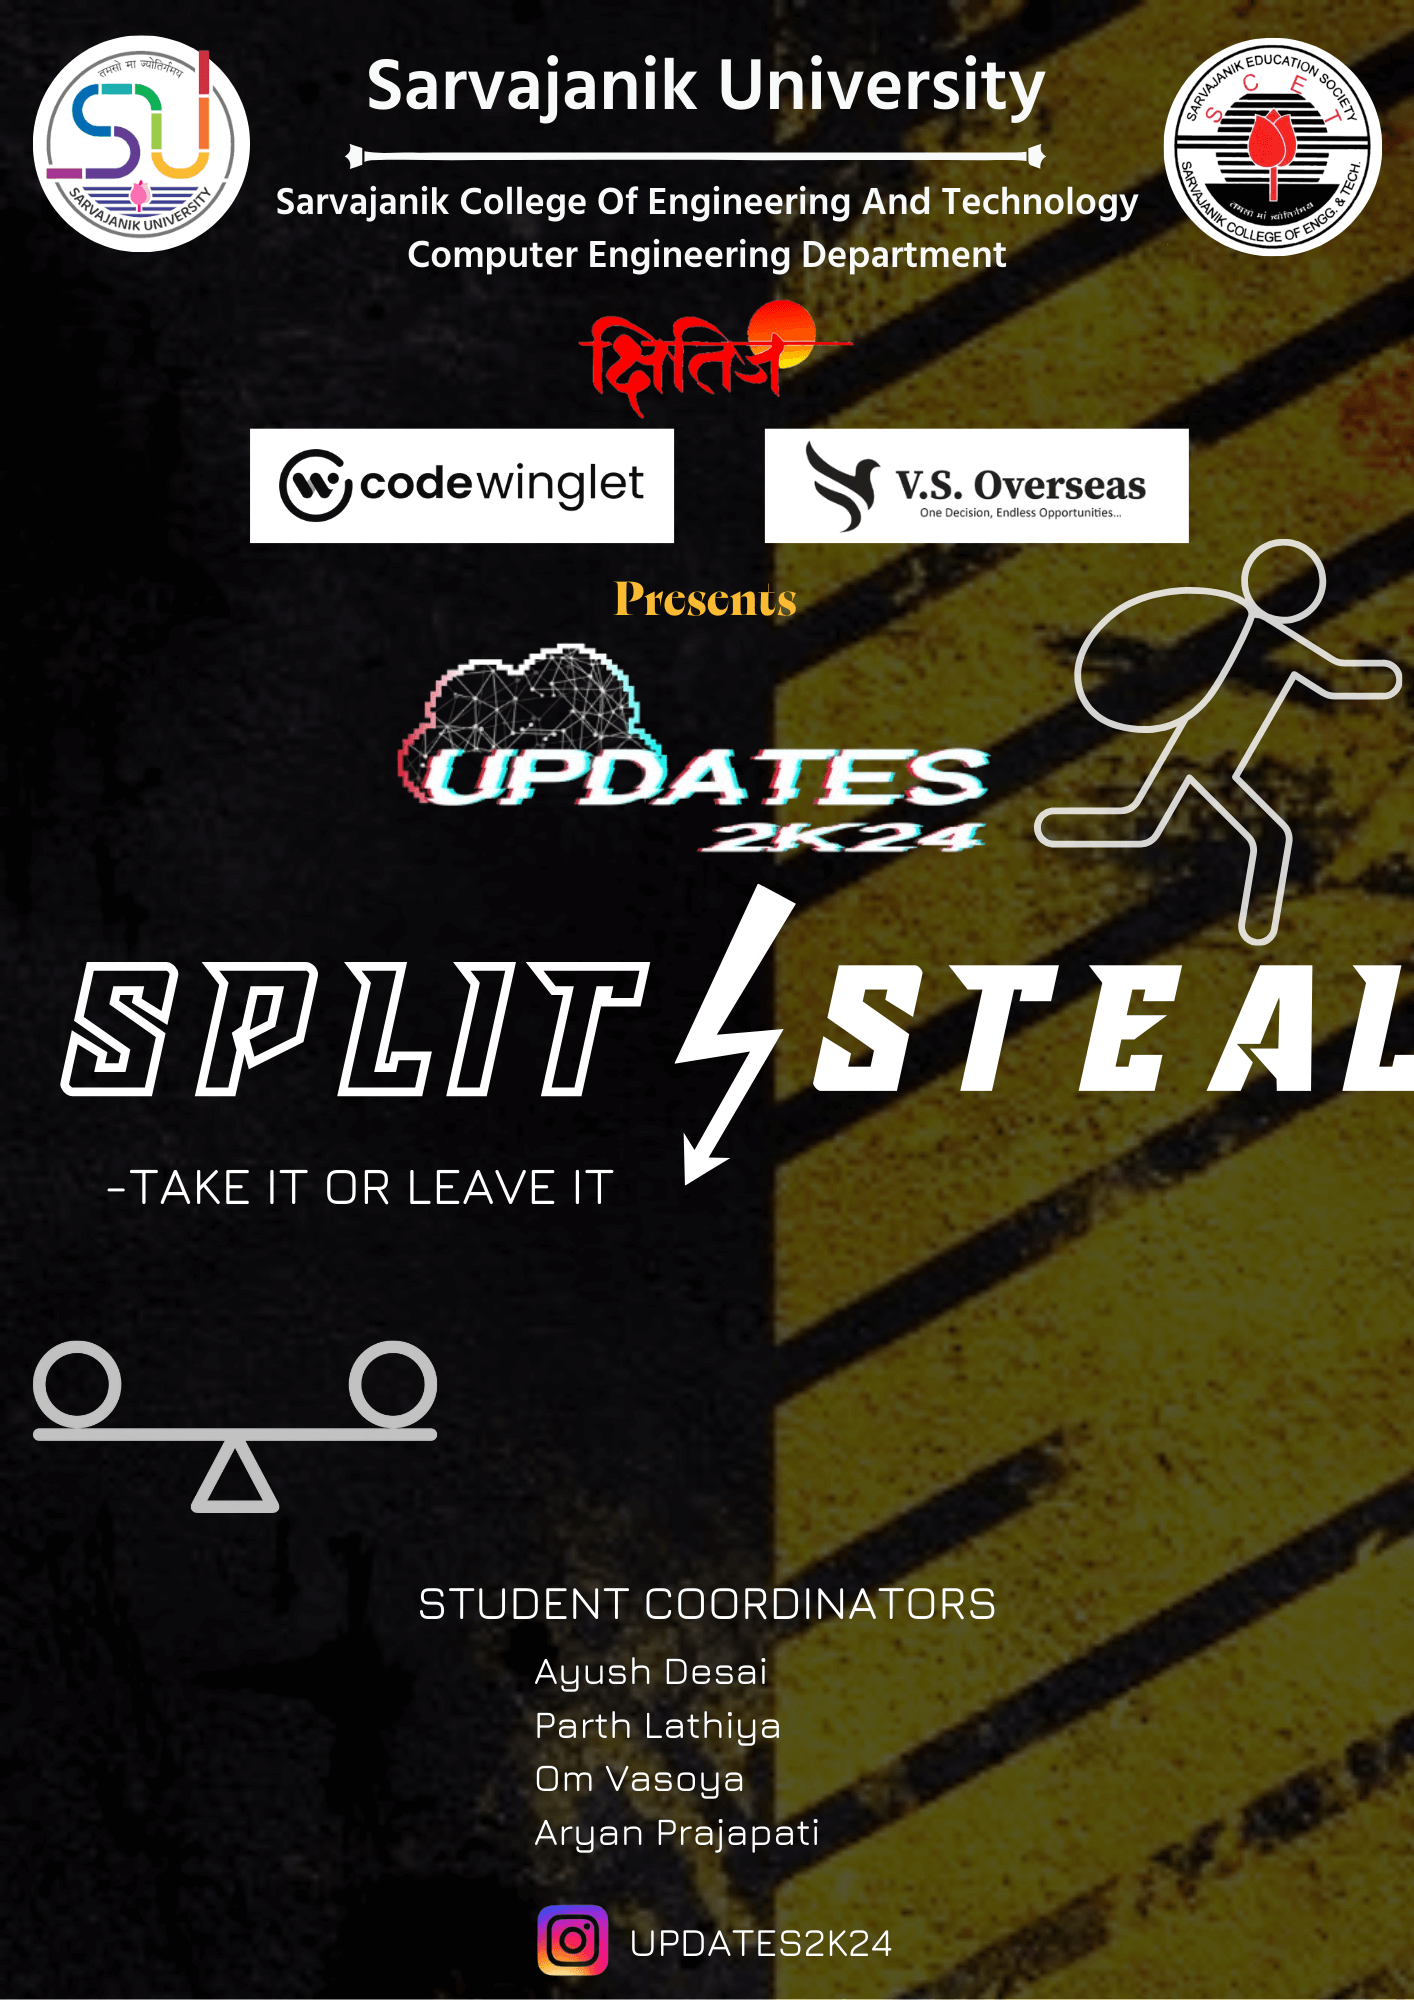 Sarvajanik University
Sarvajanik College Of Engineering And Technology
Computer Engineering Department
तमसो मा ज्योतिर्गमय
SU
SARVAJANIK UNIVERSITY
SARVAJANIK EDUCATION SOCIETY
S C E T
तमसो मा ज्योतिर्गमय
SARVAJANIK COLLEGE OF ENGG. & TECH.
क्षितिज
codewinglet
V.S. Overseas
One Decision, Endless Opportunities...
Presents
UPDATES
2K24
SPLIT STEAL
-TAKE IT OR LEAVE IT
STUDENT COORDINATORS
Ayush Desai
Parth Lathiya
Om Vasoya
Aryan Prajapati
UPDATES2K24